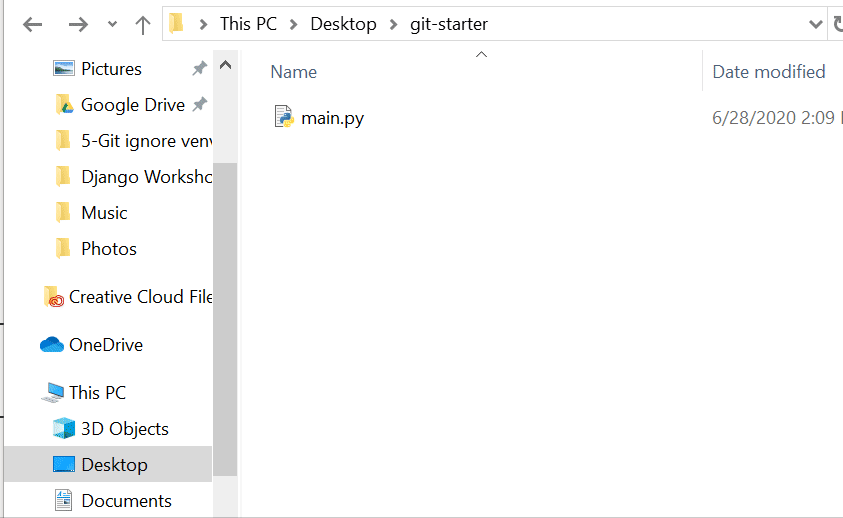 This PC > Desktop > git-starter
Pictures
Google Drive
5-Git ignore venv
Django Worksho
Music
Photos
Creative Cloud File
OneDrive
This PC
3D Objects
Desktop
Documents
Name
Date modified
main.py
6/28/2020 2:09